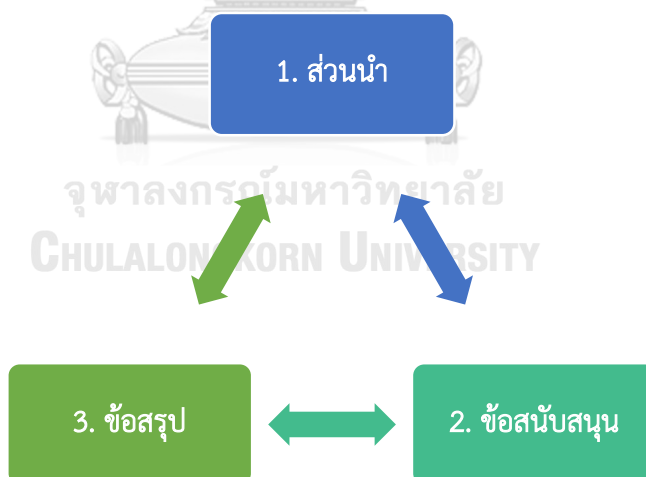 1. ส่วนนำ
จุฬาลงกรณ์มหาวิทยาลัย
CHULALONGKORN UNIVERSITY
3. ข้อสรุป
2. ข้อสนับสนุน